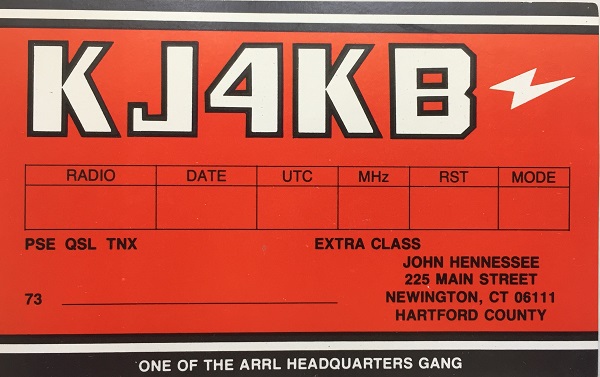 KJ4KB
RADIO DATE UTC MHz RST MODE
PSE QSL TNX EXTRA CLASS
JOHN HENNESSEE
225 MAIN STREET
73 NEWINGTON, CT 06111
HARTFORD COUNTY
ONE OF THE ARRL HEADQUARTERS GANG